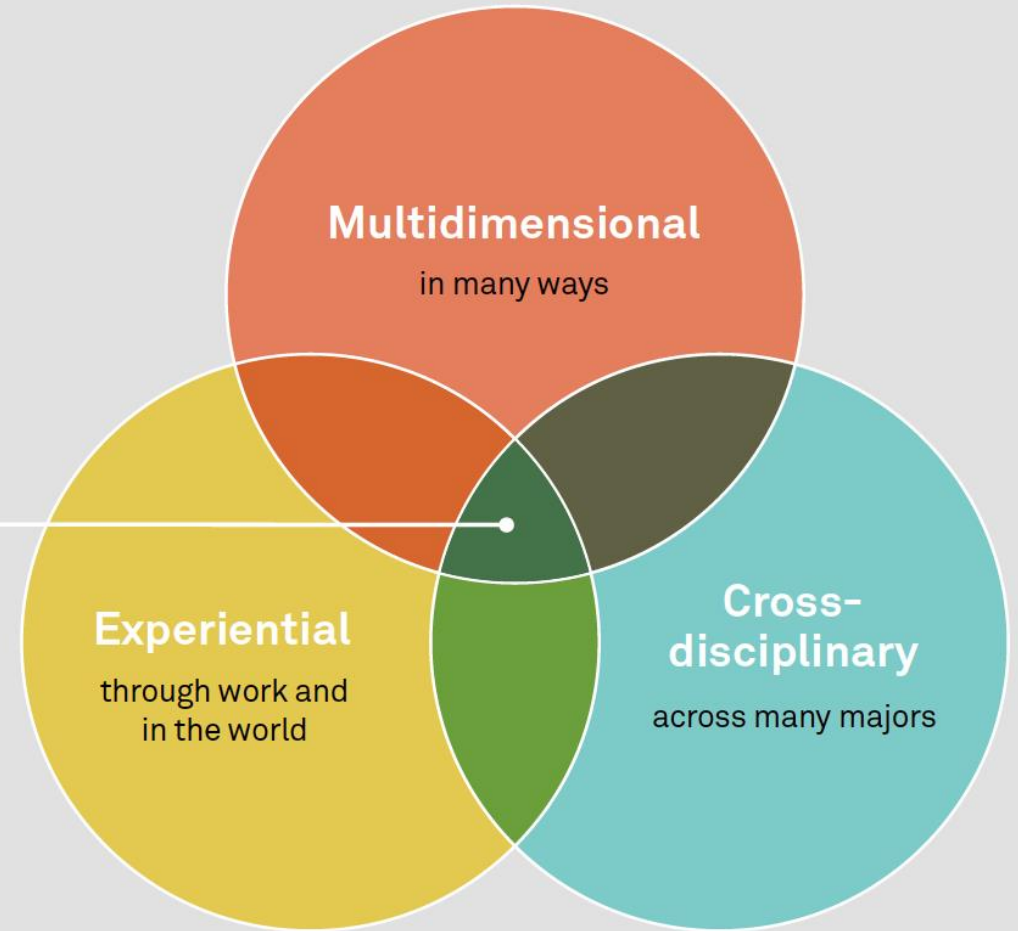 Multidimensional
in many ways
Experiential
through work and
in the world
Cross-
disciplinary
across many majors